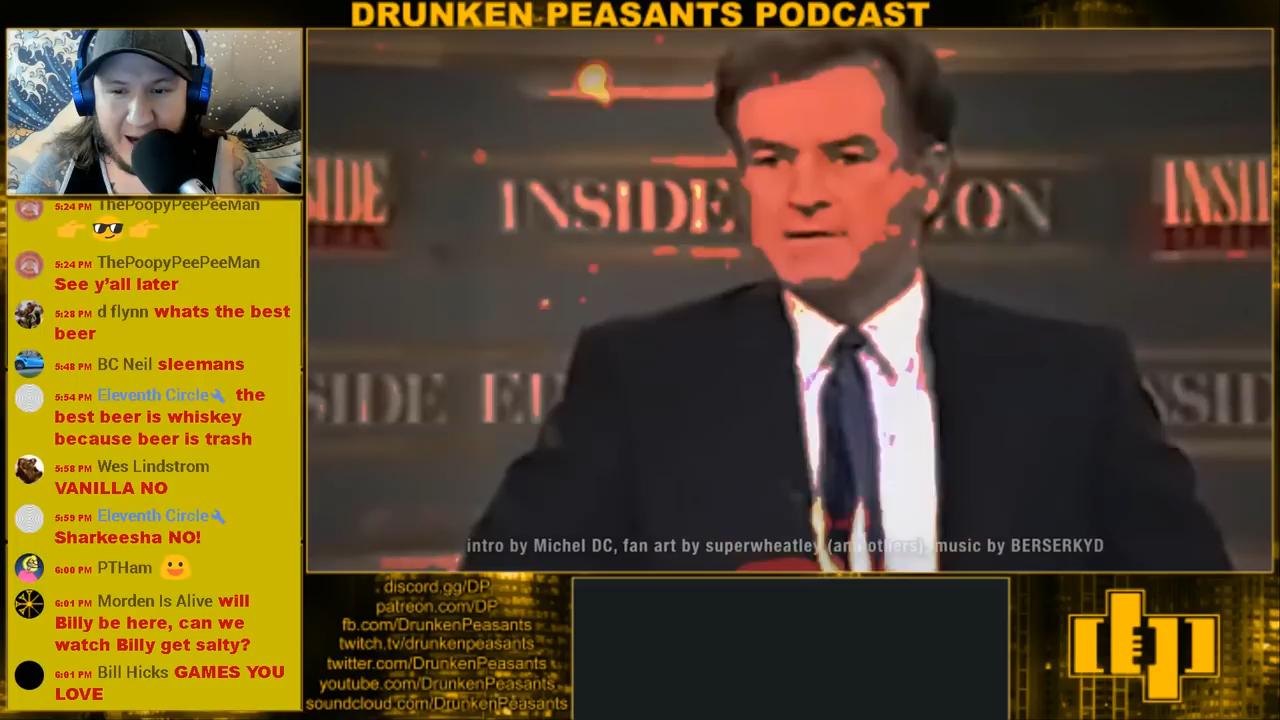 DRUNKEN PEASANTS PODCAST
5:24 PM ThePoopyPeePeeMan
5:24 PM ThePoopyPeePeeMan
See y'all later
5:28 PM d flynn whats the best
beer
5:48 PM BC Neil sleemans
5:54 PM Eleventh Circle the
best beer is whiskey
because beer is trash
5:58 PM Wes Lindstrom
VANILLA NO
5:59 PM Eleventh Circle
Sharkeesha NO!
6:00 PM PTHam
6:01 PM Morden Is Alive will
Billy be here, can we
watch Billy get salty?
6:01 PM Bill Hicks GAMES YOU
LOVE
SIDE
INSIDE
ON
INSI
SIDE EI
NSID
intro by Michel DC, fan art by superwheatley (and others), music by BERSERKYD
discord.gg/DP
patreon.com/DP
fb.com/DrunkenPeasants
twitch.tv/drunkenpeasants
twitter.com/DrunkenPeasants
youtube.com/DrunkenPeasants
soundcloud.com/DrunkenPeasants